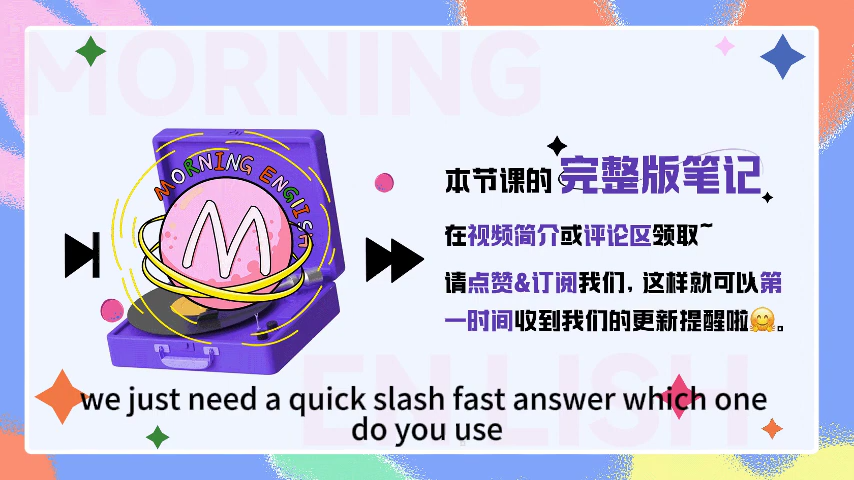 MORNING
MORNING ENGLISH
M
本节课的 完整版笔记
在视频简介或评论区领取~
请点赞&订阅我们，这样就可以第
一时间收到我们的更新提醒啦🤗。
ENGLISH
we just need a quick slash fast answer which one
do you use